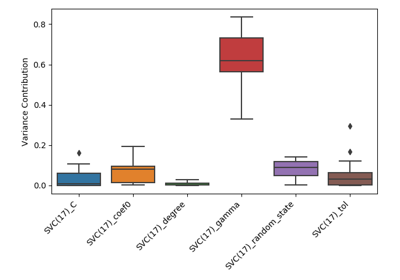 0.8
0.6
0.4
0.2
0.0
Variance Contribution
SVC(17)_C
SVC(17)_coef0
SVC(17)_degree
SVC(17)_gamma
SVC(17)_random_state
SVC(17)_tol